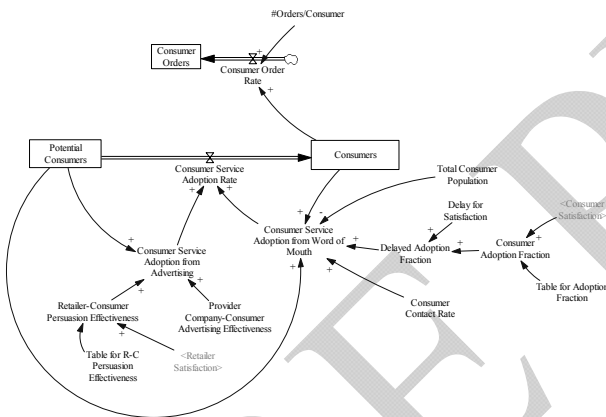 #Orders/Consumer
Consumer
Orders
+
Consumer Order
Rate
+
Potential
Consumers
Consumers
Consumer Service
Adoption Rate
+
+
Total Consumer
Population
Delay for
Satisfaction
<Consumer
Satisfaction>
+
-
Consumer Service
Adoption from Word of
Mouth
+
+
+
+
Delayed Adoption
Fraction
+
+
Consumer
Adoption Fraction
+
Table for Adoption
Fraction
+
Consumer Service
Adoption from
Advertising
+
+
Consumer
Contact Rate
Retailer-Consumer
Persuasion Effectiveness
+
Provider
Company-Consumer
Advertising Effectiveness
Table for R-C
Persuasion
Effectiveness
<Retailer
Satisfaction>